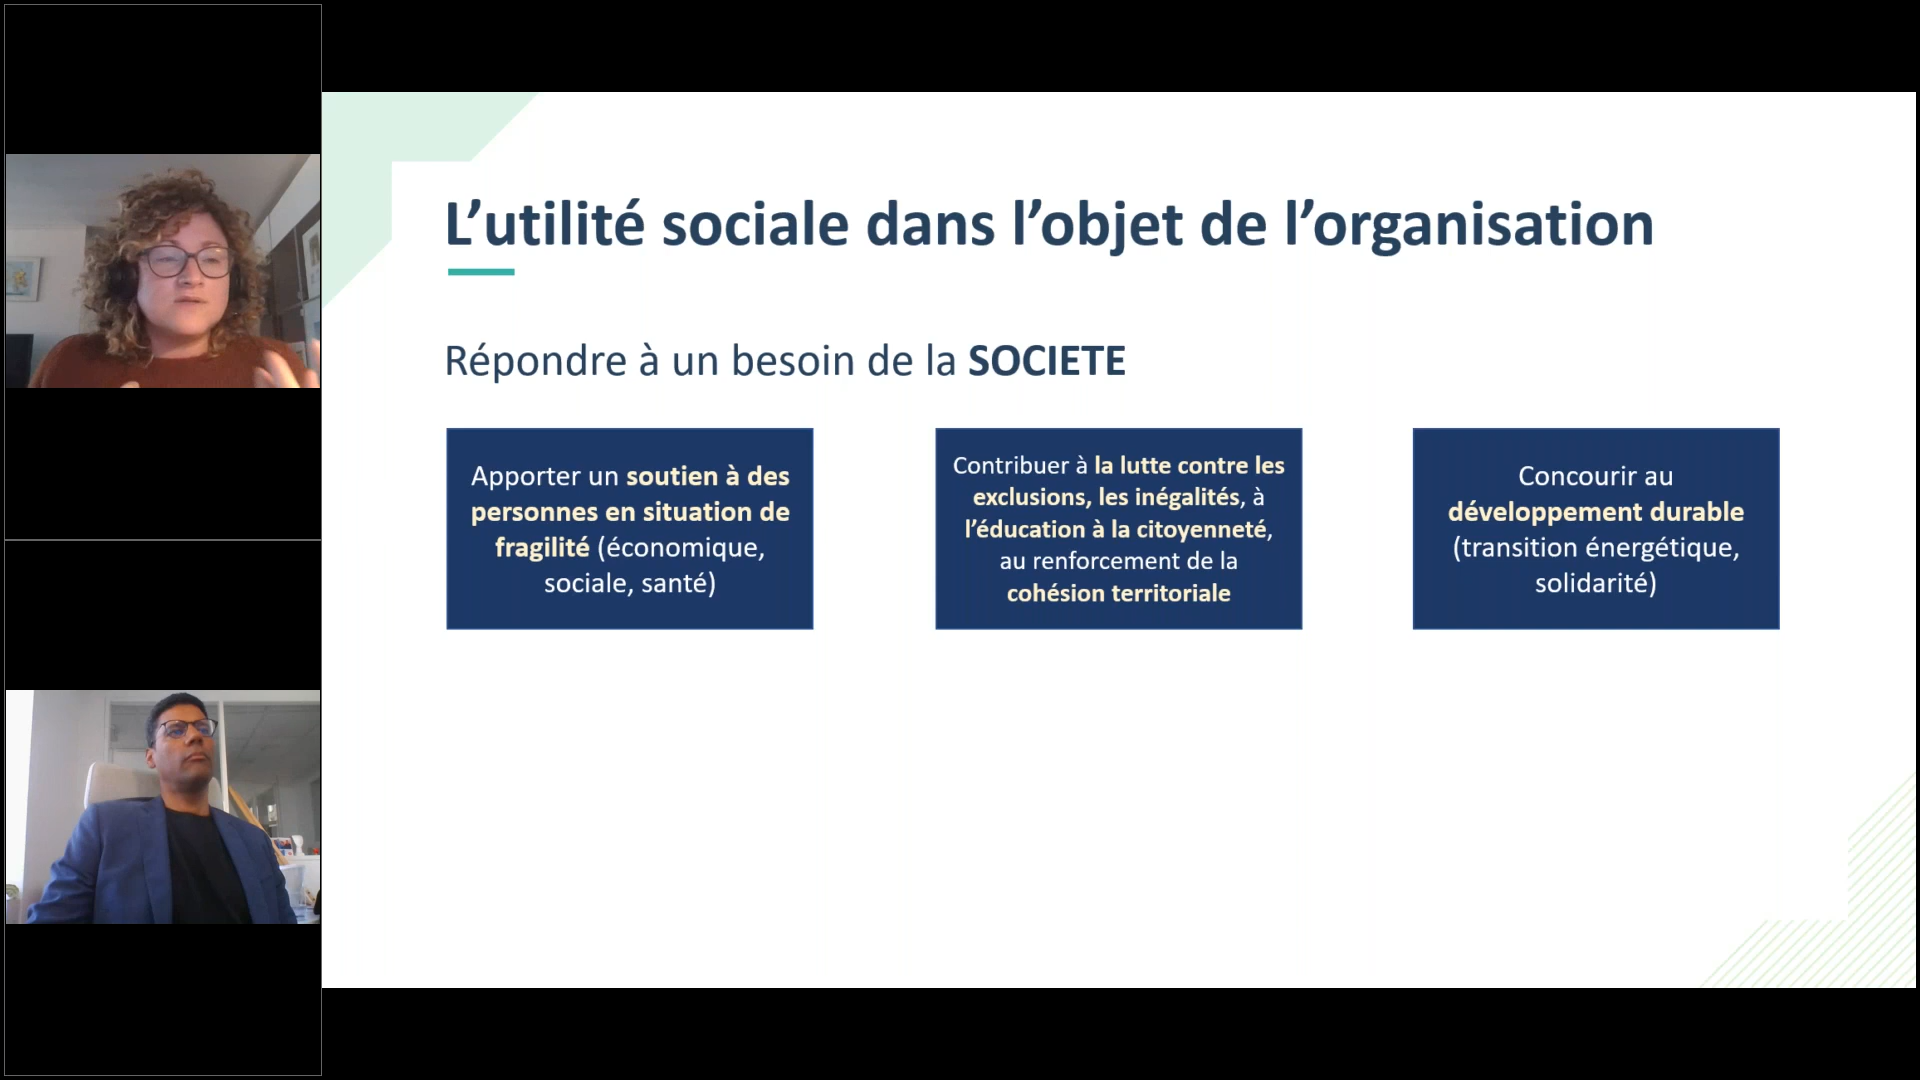 L’utilité sociale dans l’objet de l’organisation
Répondre à un besoin de la SOCIETE
Apporter un soutien à des
personnes en situation de
fragilité (économique,
sociale, santé)
Contribuer à la lutte contre les
exclusions, les inégalités, à
l’éducation à la citoyenneté,
au renforcement de la
cohésion territoriale
Concourir au
développement durable
(transition énergétique,
solidarité)